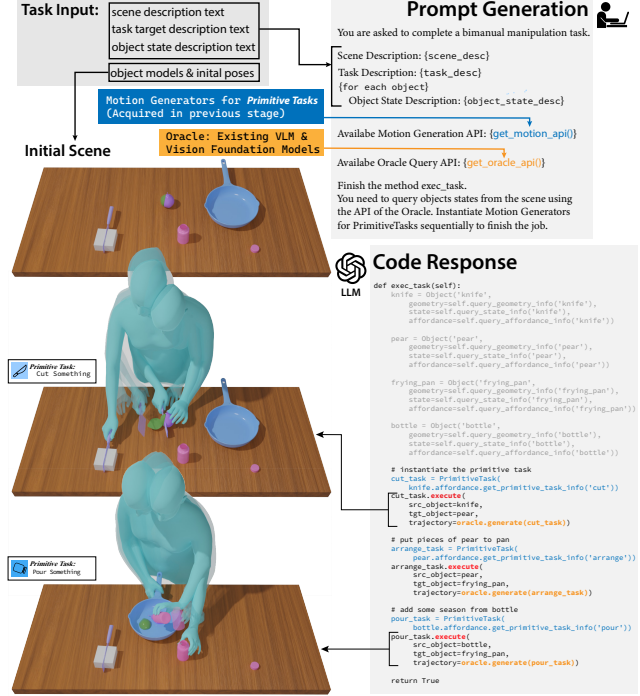 Task Input:
scene description text
task target description text
object state description text
object models & inital poses
Motion Generators for Primitive Tasks
(Acquired in previous stage)
Oracle: Existing VLM &
Vision Foundation Models
Initial Scene
Prompt Generation
You are asked to complete a bimanual manipulation task.
Scene Description: {scene_desc}
Task Description: {task_desc}
{for each object}
Object State Description: {object_state_desc}
Availabe Motion Generation API: {get_motion_api()}
Availabe Oracle Query API: {get_oracle_api()}
Finish the method exec_task.
You need to query objects states from the scene using
the API of the Oracle. Instantiate Motion Generators
for PrimitiveTasks sequentially to finish the job.
LLM
Code Response
def exec_task(self):
knife = Object('knife',
geometry=self.query_geometry_info('knife'),
state=self.query_state_info('knife'),
affordance=self.query_affordance_info('knife'))
pear = Object('pear',
geometry=self.query_geometry_info('pear'),
state=self.query_state_info('pear'),
affordance=self.query_affordance_info('pear'))
frying_pan = Object('frying_pan',
geometry=self.query_geometry_info('frying_pan'),
state=self.query_state_info('frying_pan'),
affordance=self.query_affordance_info('frying_pan'))
bottle = Object('bottle',
geometry=self.query_geometry_info('bottle'),
state=self.query_state_info('bottle'),
affordance=self.query_affordance_info('bottle'))
# instantiate the primitive task
cut_task = PrimitiveTask(
knife.affordance.get_primitive_task_info('cut'))
cut_task.execute(
src_object=knife,
tgt_object=pear,
trajectory=oracle.generate(cut_task))
# put pieces of pear to pan
arrange_task = PrimitiveTask(
pear.affordance.get_primitive_task_info('arrange'))
arrange_task.execute(
src_object=pear,
tgt_object=frying_pan,
trajectory=oracle.generate(arrange_task))
# add some season from bottle
pour_task = PrimitiveTask(
bottle.affordance.get_primitive_task_info('pour'))
pour_task.execute(
src_object=bottle,
tgt_object=frying_pan,
trajectory=oracle.generate(pour_task))
return True
Primitive Task:
Cut Something
Primitive Task:
Pour Something